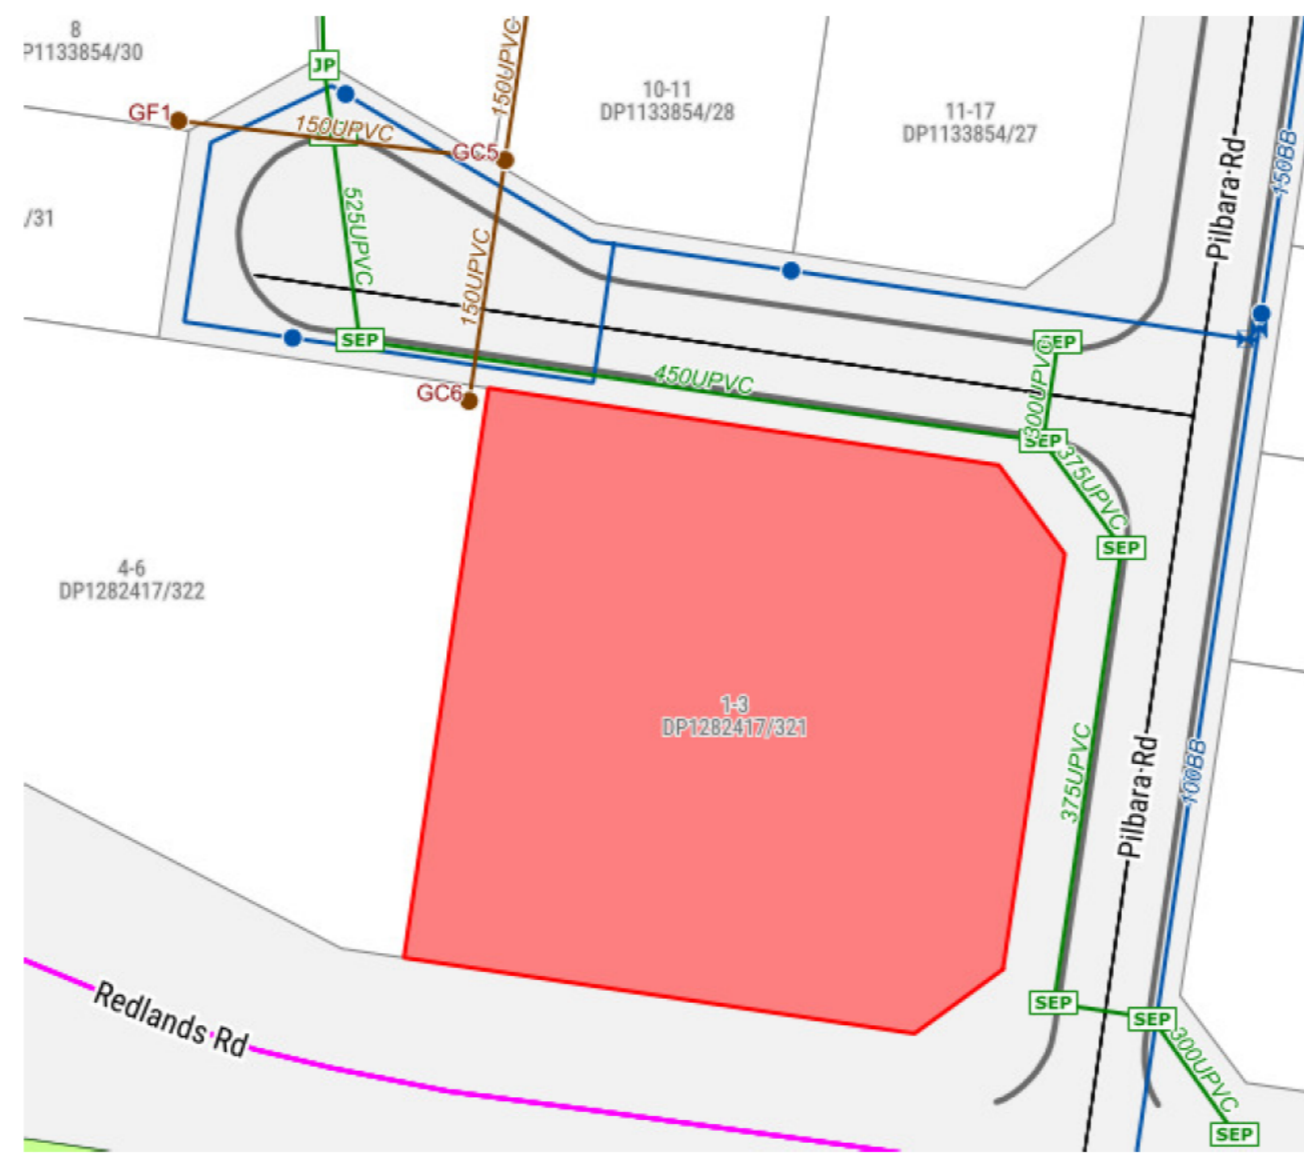 8
P1133854/30
JP
150UPVC
10-11
DP1133854/28
11-17
DP1133854/27
GF1
150UPVC
GC5
Pilbara Rd
150BB
/31
525UPVC
150UPVC
SEP
SEP
300UPVC
450UPVC
GC6
SEP
375UPVC
SEP
4-6
DP1282417/322
1-3
DP1282417/321
375UPVC
Pilbara Rd
100BB
Redlands Rd
SEP
SEP
300UPVC
SEP